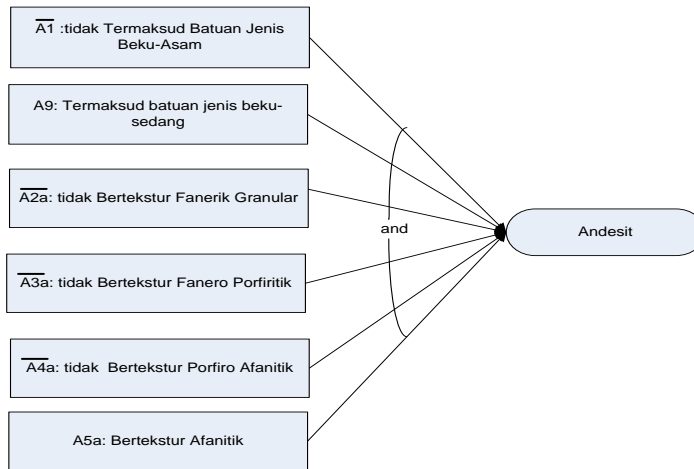 A1 :tidak Termaksud Batuan Jenis
Beku-Asam
A9: Termaksud batuan jenis beku-
sedang
A2a: tidak Bertekstur Fanerik Granular
A3a: tidak Bertekstur Fanero Porfiritik
A4a: tidak Bertekstur Porfiro Afanitik
A5a: Bertekstur Afanitik
and
Andesit